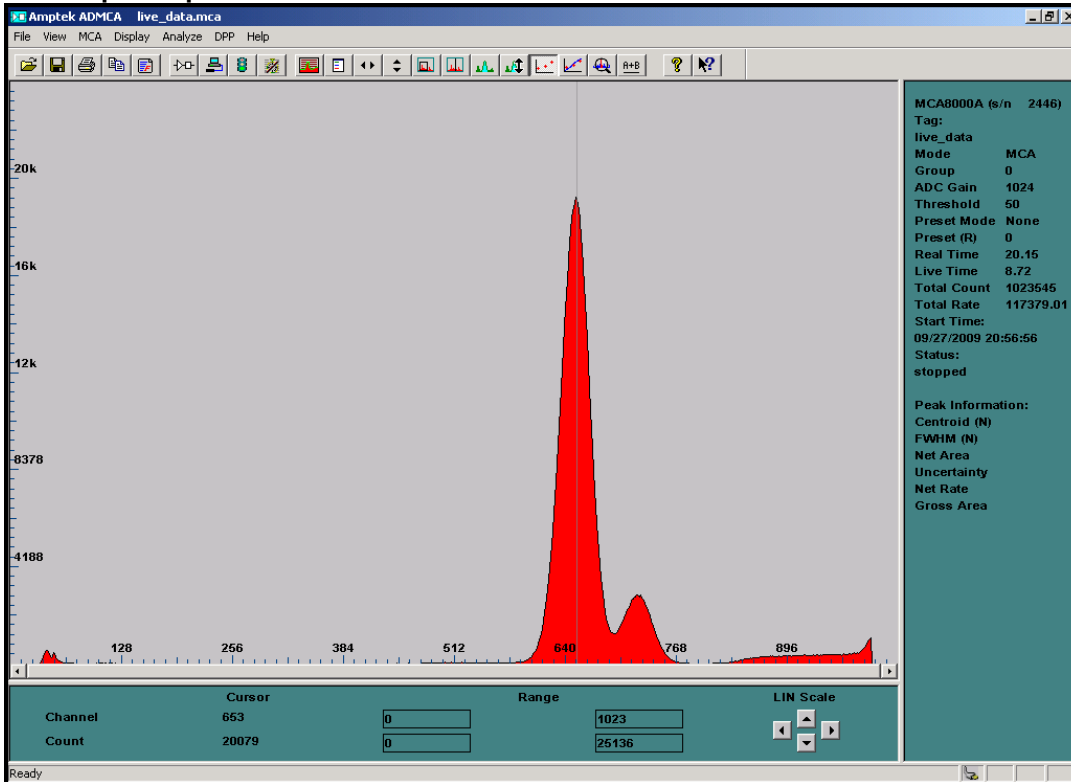 Amptek ADMCA live_data.mca
File View MCA Display Analyze DPP Help
A+B
MCA8000A (s/n 2446)
Tag:
live_data
Mode MCA
Group 0
ADC Gain 1024
Threshold 50
Preset Mode None
Preset (R) 0
Real Time 20.15
Live Time 8.72
Total Count 1023545
Total Rate 117379.01
Start Time:
09/27/2009 20:56:56
Status:
stopped
Peak Information:
Centroid (N)
FWHM (N)
Net Area
Uncertainty
Net Rate
Gross Area
20k
16k
12k
8378
4188
128 256 384 512 640 768 896
Cursor Range LIN Scale
Channel 653 0 1023
Count 20079 0 25136
Ready